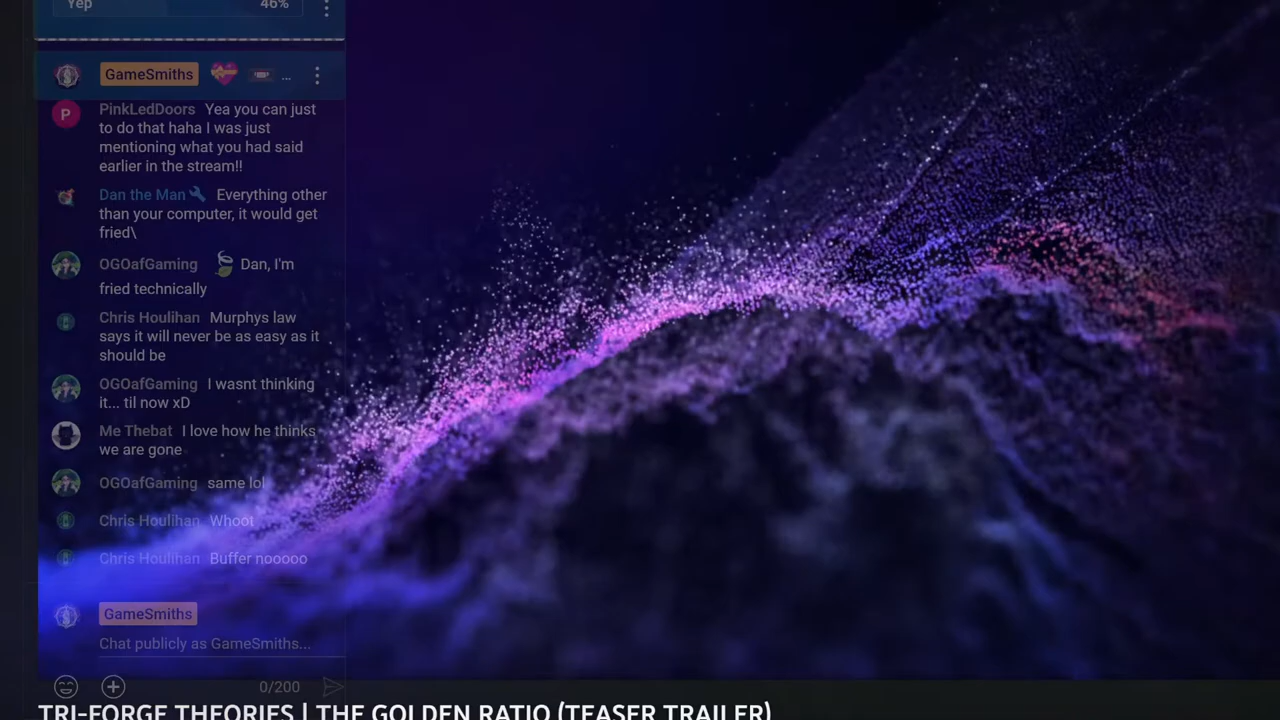 Yep 46%
GameSmiths ...
P PinkLedDoors Yea you can just
to do that haha I was just
mentioning what you had said
earlier in the stream!!
Dan the Man Everything other
than your computer, it would get
fried\
OGOafGaming Dan, I'm
fried technically
Chris Houlihan Murphys law
says it will never be as easy as it
should be
OGOafGaming I wasnt thinking
it... til now xD
Me Thebat I love how he thinks
we are gone
OGOafGaming same lol
Chris Houlihan Whoot
Chris Houlihan Buffer nooooo
GameSmiths
Chat publicly as GameSmiths...
0/200
TRI-FORGE THEORIES | THE GOLDEN RATIO (TEASER TRAILER)